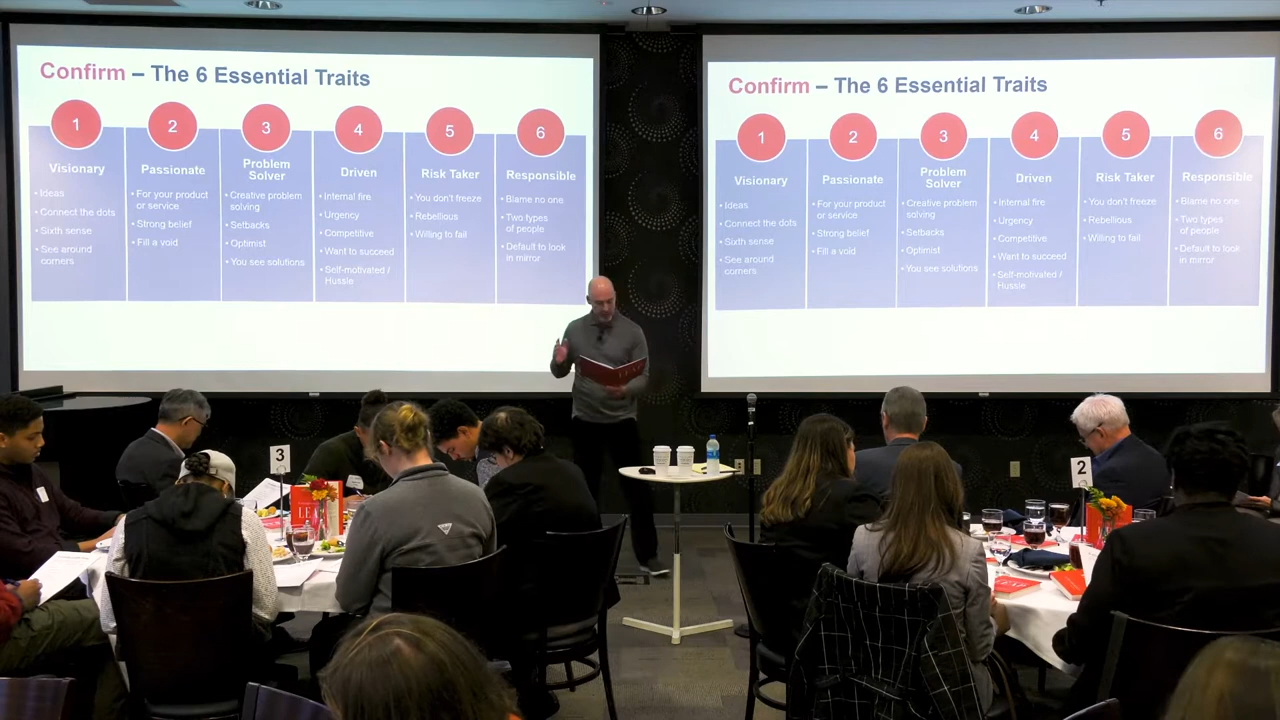 Confirm – The 6 Essential Traits
1
2
3
4
5
6
Visionary
• Ideas
• Connect the dots
• Sixth sense
• See around
corners
Passionate
• For your product
or service
• Strong belief
• Fill a void
Problem
Solver
• Creative problem
solving
• Setbacks
• Optimist
• You see solutions
Driven
• Internal fire
• Urgency
• Competitive
• Want to succeed
• Self-motivated /
Hussle
Risk Taker
• You don't freeze
• Rebellious
• Willing to fail
Responsible
• Blame no one
• Two types
of people
• Default to look
in mirror
Confirm – The 6 Essential Traits
1
2
3
4
5
6
Visionary
• Ideas
• Connect the dots
• Sixth sense
• See around
corners
Passionate
• For your product
or service
• Strong belief
• Fill a void
Problem
Solver
• Creative problem
solving
• Setbacks
• Optimist
• You see solutions
Driven
• Internal fire
• Urgency
• Competitive
• Want to succeed
• Self-motivated /
Hussle
Risk Taker
• You don't freeze
• Rebellious
• Willing to fail
Responsible
• Blame no one
• Two types
of people
• Default to look
in mirror
LEAP
3
2
LEAP
LEAP